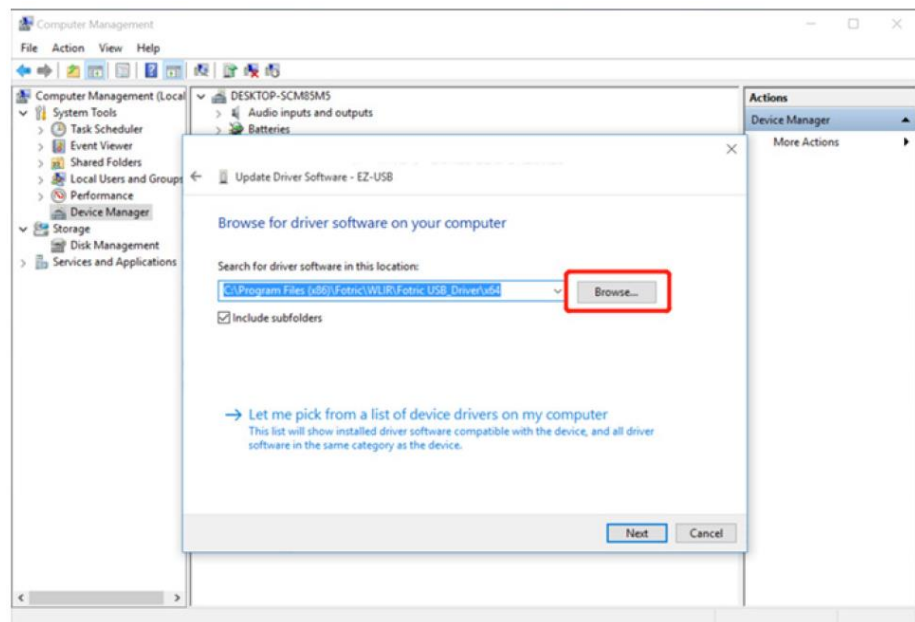 Computer Management
File Action View Help
Computer Management (Local
System Tools
Task Scheduler
Event Viewer
Shared Folders
Local Users and Groups
Performance
Device Manager
Storage
Disk Management
Services and Applications
DESKTOP-SCM85M5
Audio inputs and outputs
Batteries
Update Driver Software - EZ-USB
Browse for driver software on your computer
Search for driver software in this location:
C:\Program Files (x86)\Fotric\WLIR\Fotric USB_Driver\x64
Browse...
Include subfolders
Let me pick from a list of device drivers on my computer
This list will show installed driver software compatible with the device, and all driver
software in the same category as the device.
Next Cancel
Actions
Device Manager
More Actions